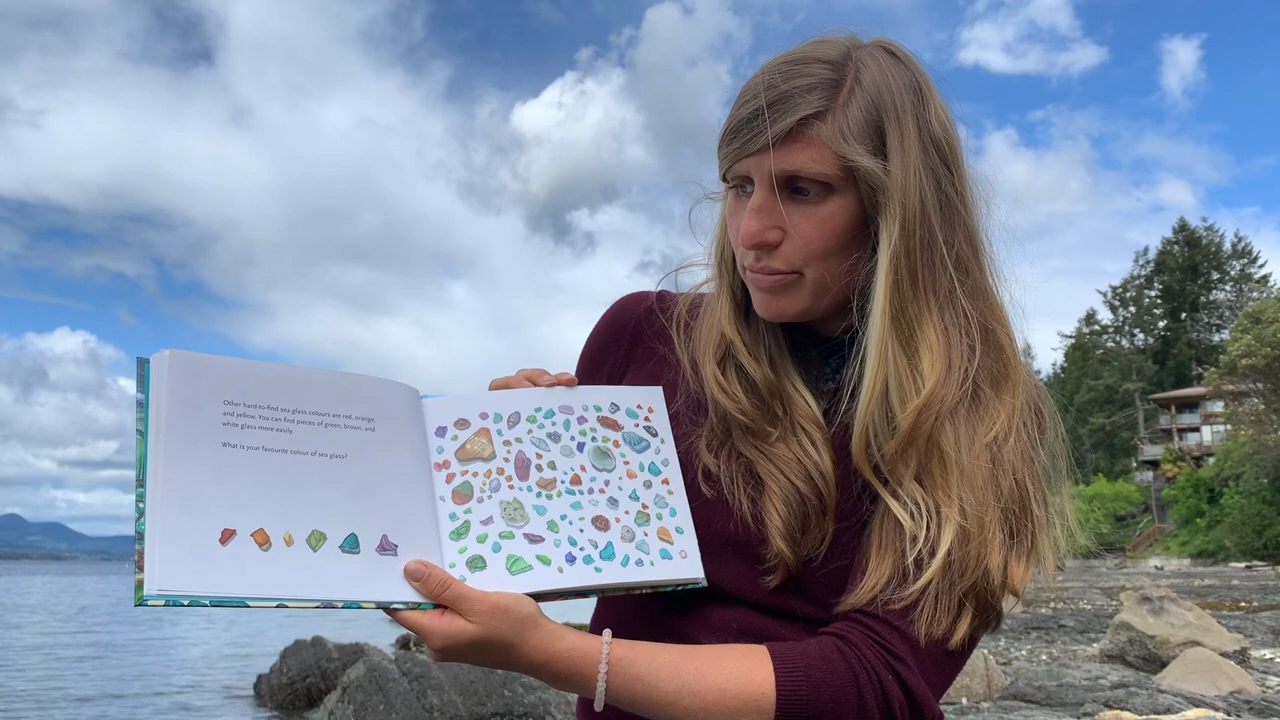 Other hard-to-find sea glass colours are red, orange,
and yellow. You can find pieces of green, brown, and
white glass more easily.
What is your favourite colour of sea glass?